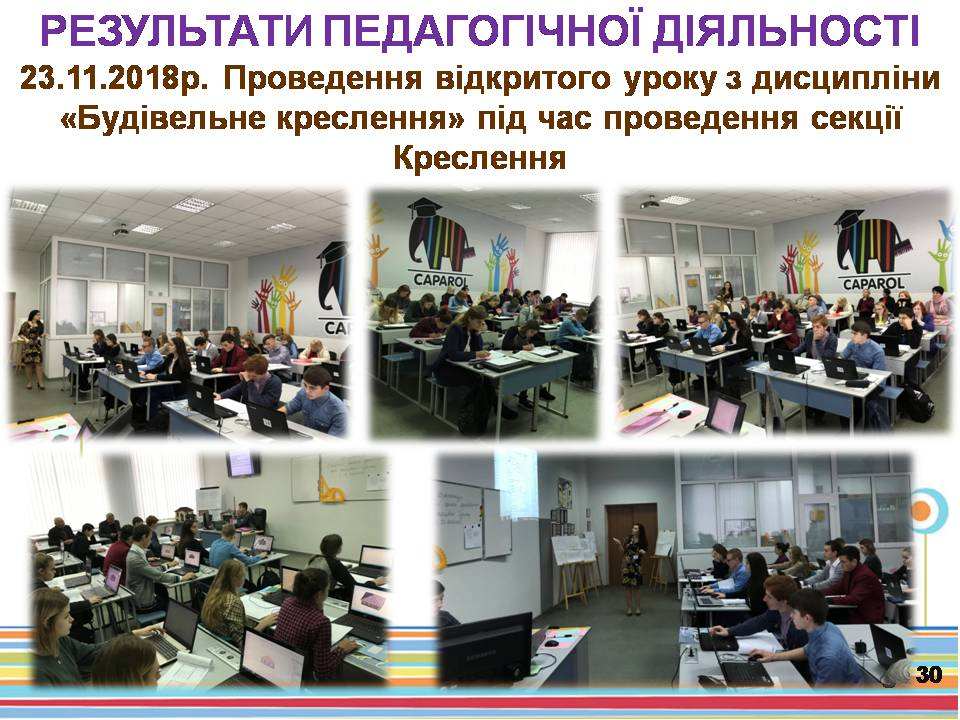 РЕЗУЛЬТАТИ ПЕДАГОГІЧНОЇ ДІЯЛЬНОСТІ
23.11.2018р. Проведення відкритого уроку з дисципліни
«Будівельне креслення» під час проведення секції
Креслення
CAPAROL
CAPAROL
SAMSUNG
30